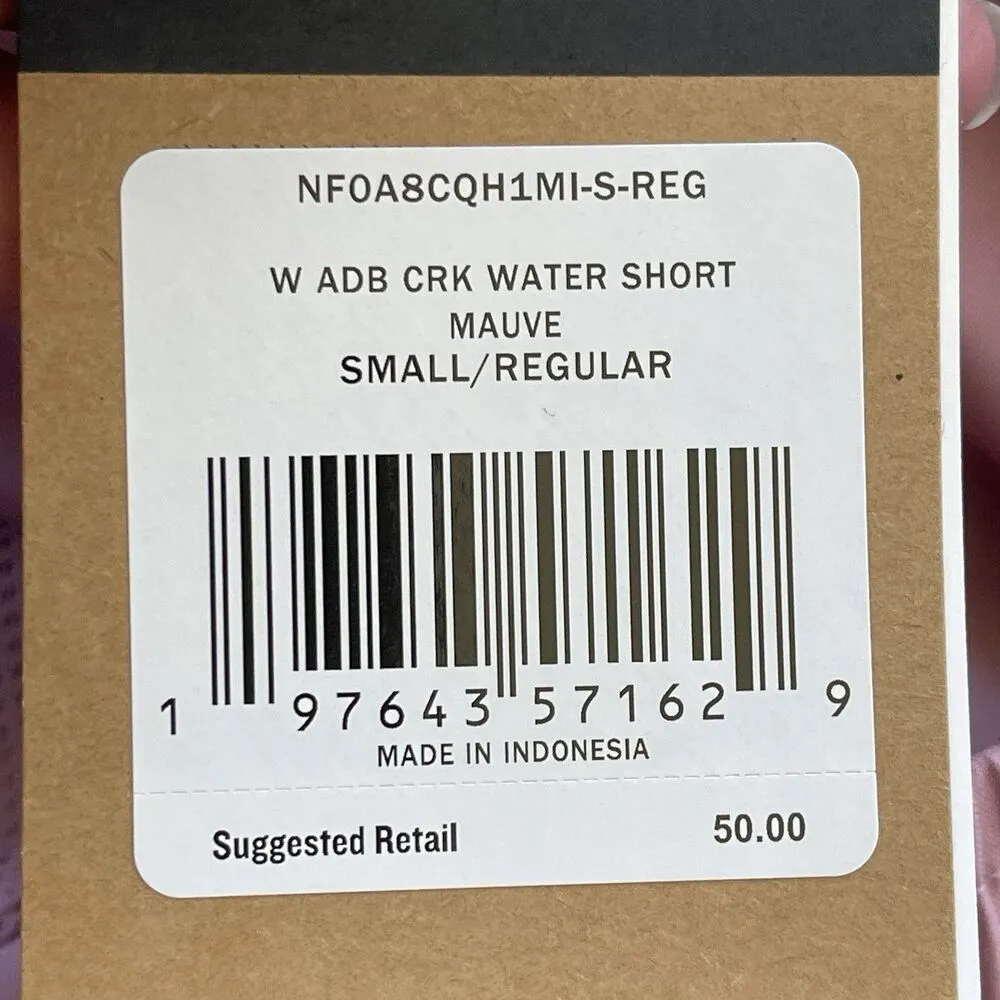 NF0A8CQH1MI-S-REG
W ADB CRK WATER SHORT
MAUVE
SMALL/REGULAR
1 97643 57162 9
MADE IN INDONESIA
Suggested Retail 50.00